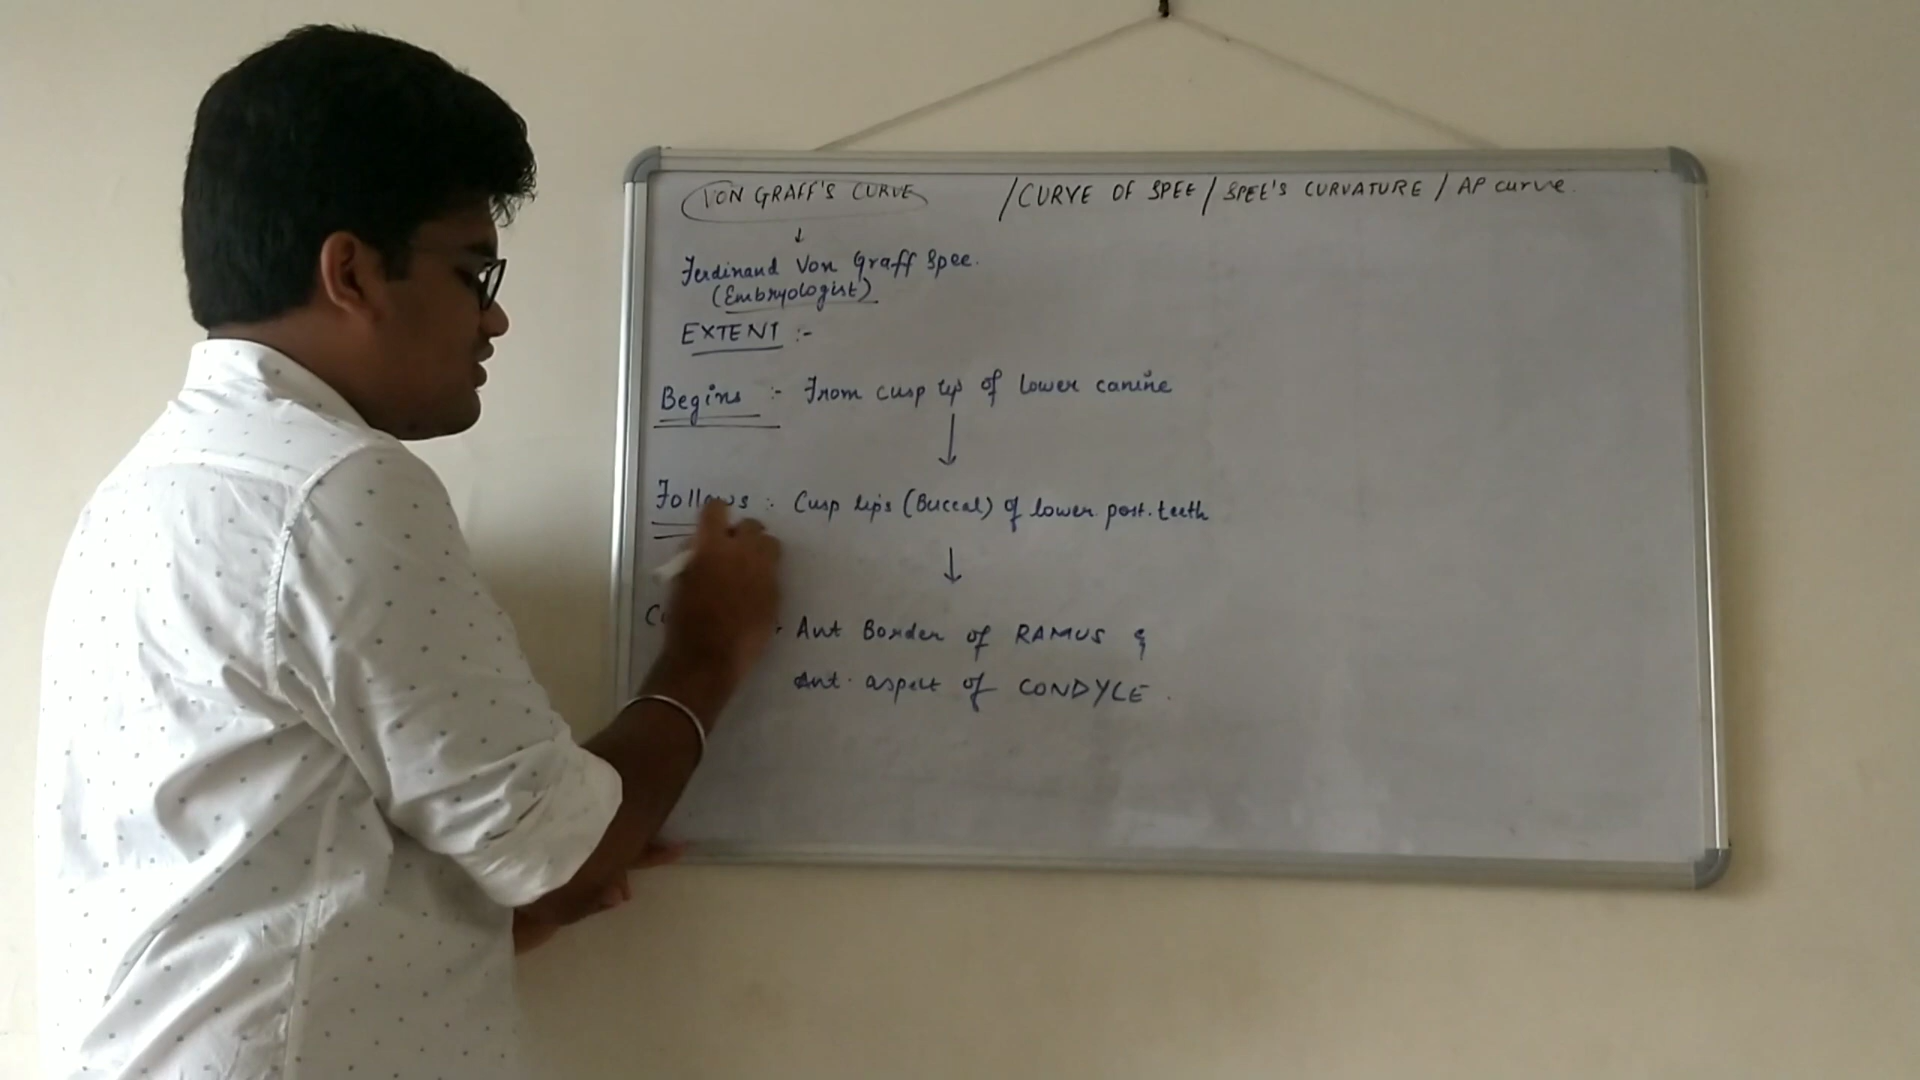 VON GRAFF'S CURVE /CURVE OF SPEE / SPEE'S CURVATURE / AP curve.
↓
Ferdinand Von Graff Spee.
(Embryologist)
EXTENT :-
Begins :- From cusp tip of lower canine
↓
Follows :- Cusp tips (Buccal) of lower post. teeth
↓
Ant Border of RAMUS &
Ant. aspect of CONDYLE.